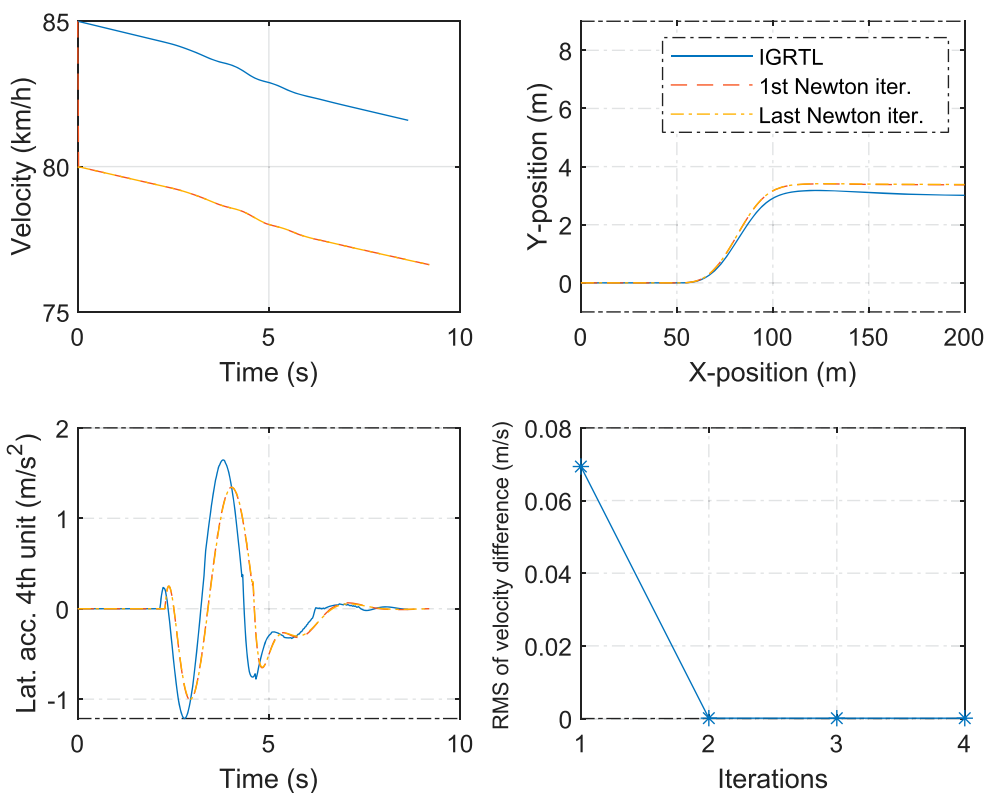 85
80
75
0
5
10
Velocity (km/h)
Time (s)
8
6
4
2
0
0
50
100
150
200
Y-position (m)
X-position (m)
IGRTL
1st Newton iter.
Last Newton iter.
2
1
0
-1
0
5
10
Lat. acc. 4th unit (m/s²)
Time (s)
0.08
0.06
0.04
0.02
0
1
2
3
4
RMS of velocity difference (m/s)
Iterations